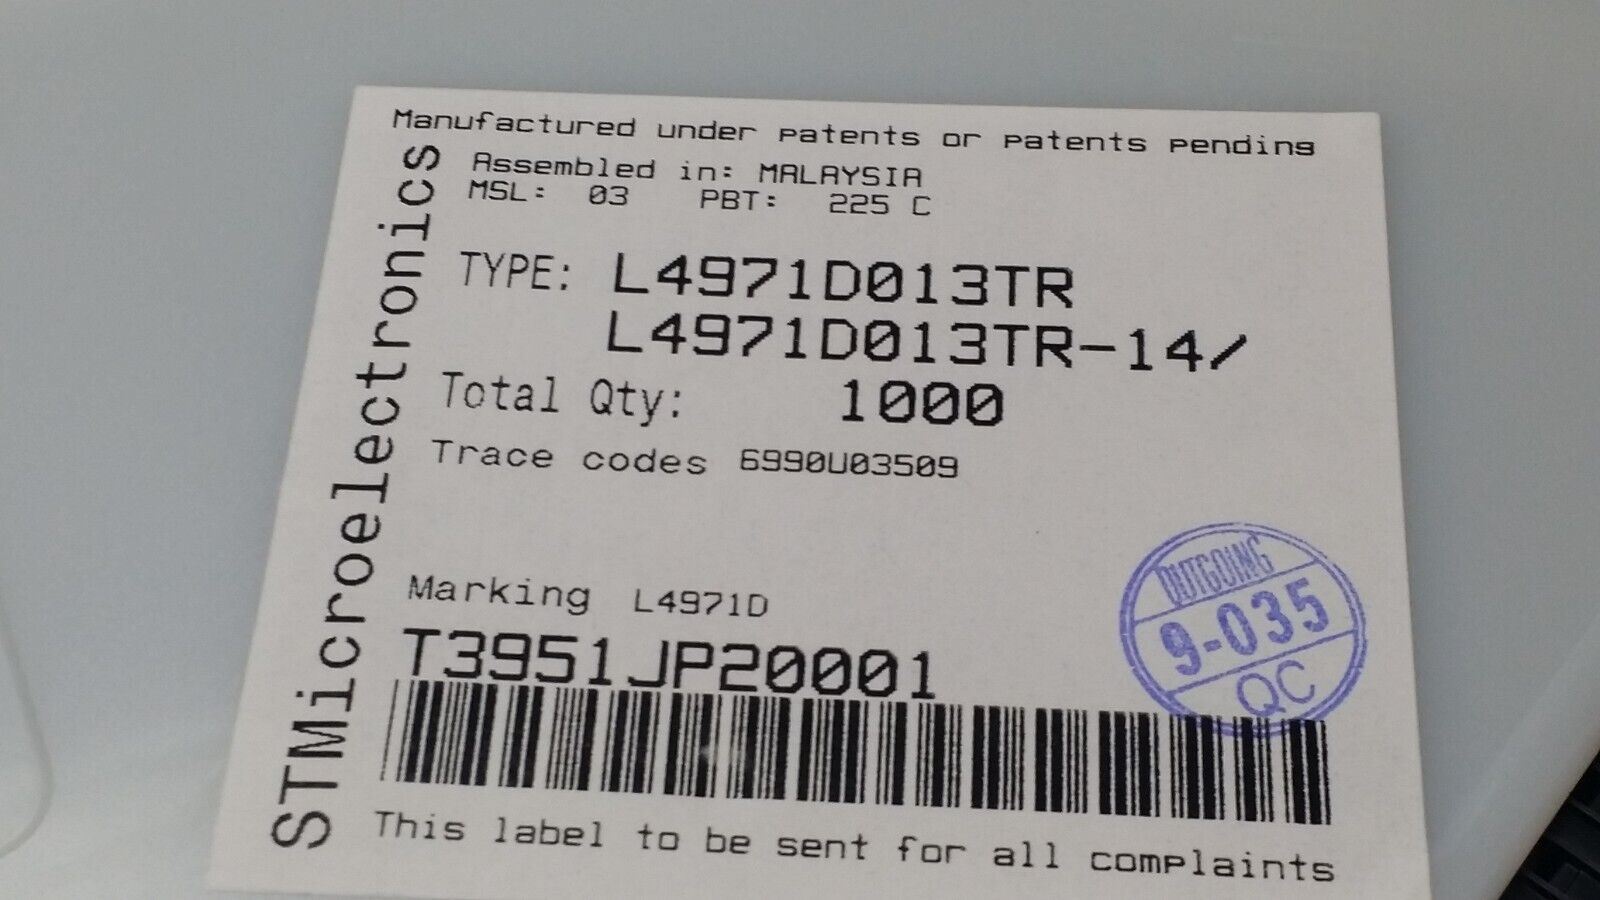 Manufactured under patents or patents pending
STMicroelectronics
Assembled in: MALAYSIA
MSL: 03 PBT: 225 C
TYPE: L4971D013TR
L4971D013TR-14/
Total Qty: 1000
Trace codes 6990U03509
Marking L4971D
T3951JP20001
OUTGOING
9-035
QC
This label to be sent for all complaints